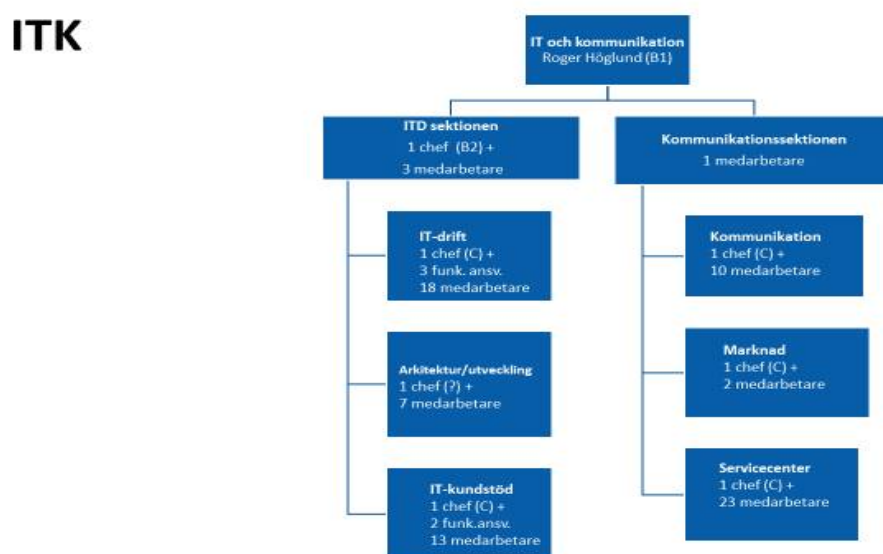 ITK
IT och kommunikation
Roger Höglund (B1)
ITD sektionen
1 chef (B2) +
3 medarbetare
Kommunikationssektionen
1 medarbetare
IT-drift
1 chef (C) +
3 funk. ansv.
18 medarbetare
Kommunikation
1 chef (C) +
10 medarbetare
Arkitektur/utveckling
1 chef (?) +
7 medarbetare
Marknad
1 chef (C) +
2 medarbetare
IT-kundstöd
1 chef (C) +
2 funk.ansv.
13 medarbetare
Servicecenter
1 chef (C) +
23 medarbetare